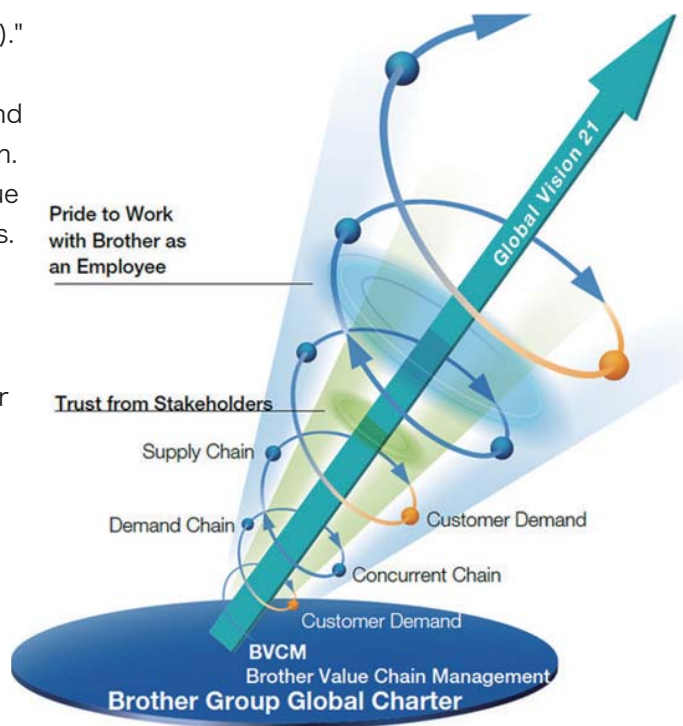 )."
nd
n.
ue
s.
r
Global Vision 21
Pride to Work
with Brother as
an Employee
Trust from Stakeholders
Supply Chain
Demand Chain
Customer Demand
Concurrent Chain
Customer Demand
BVCM
Brother Value Chain Management
Brother Group Global Charter